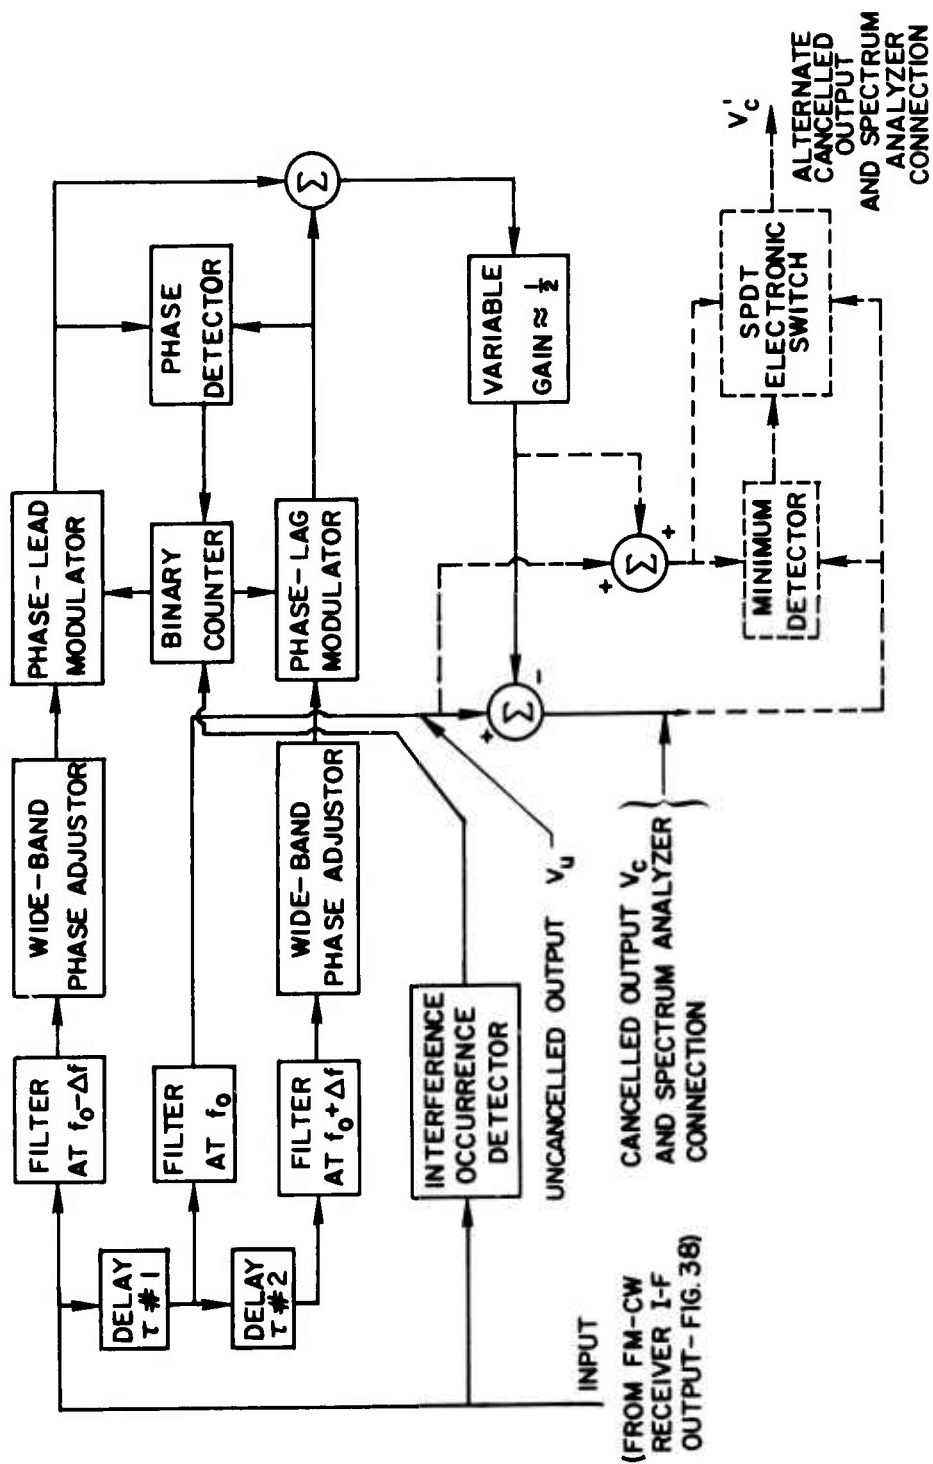 FILTER
AT f₀-Δf
WIDE-BAND
PHASE ADJUSTOR
PHASE-LEAD
MODULATOR
DELAY
τ #1
FILTER
AT f₀
BINARY
COUNTER
PHASE
DETECTOR
Σ
DELAY
τ #2
FILTER
AT f₀+Δf
WIDE-BAND
PHASE ADJUSTOR
PHASE-LAG
MODULATOR
INTERFERENCE
OCCURRENCE
DETECTOR
VARIABLE
GAIN ≈ 1/2
+
Σ
-
UNCANCELLED OUTPUT Vu
+
Σ
+
INPUT
(FROM FM-CW
RECEIVER I-F
OUTPUT-FIG. 38)
CANCELLED OUTPUT Vc
AND SPECTRUM ANALYZER
CONNECTION
}
MINIMUM
DETECTOR
SPDT
ELECTRONIC
SWITCH
Vc'
ALTERNATE
CANCELLED
OUTPUT
AND SPECTRUM
ANALYZER
CONNECTION